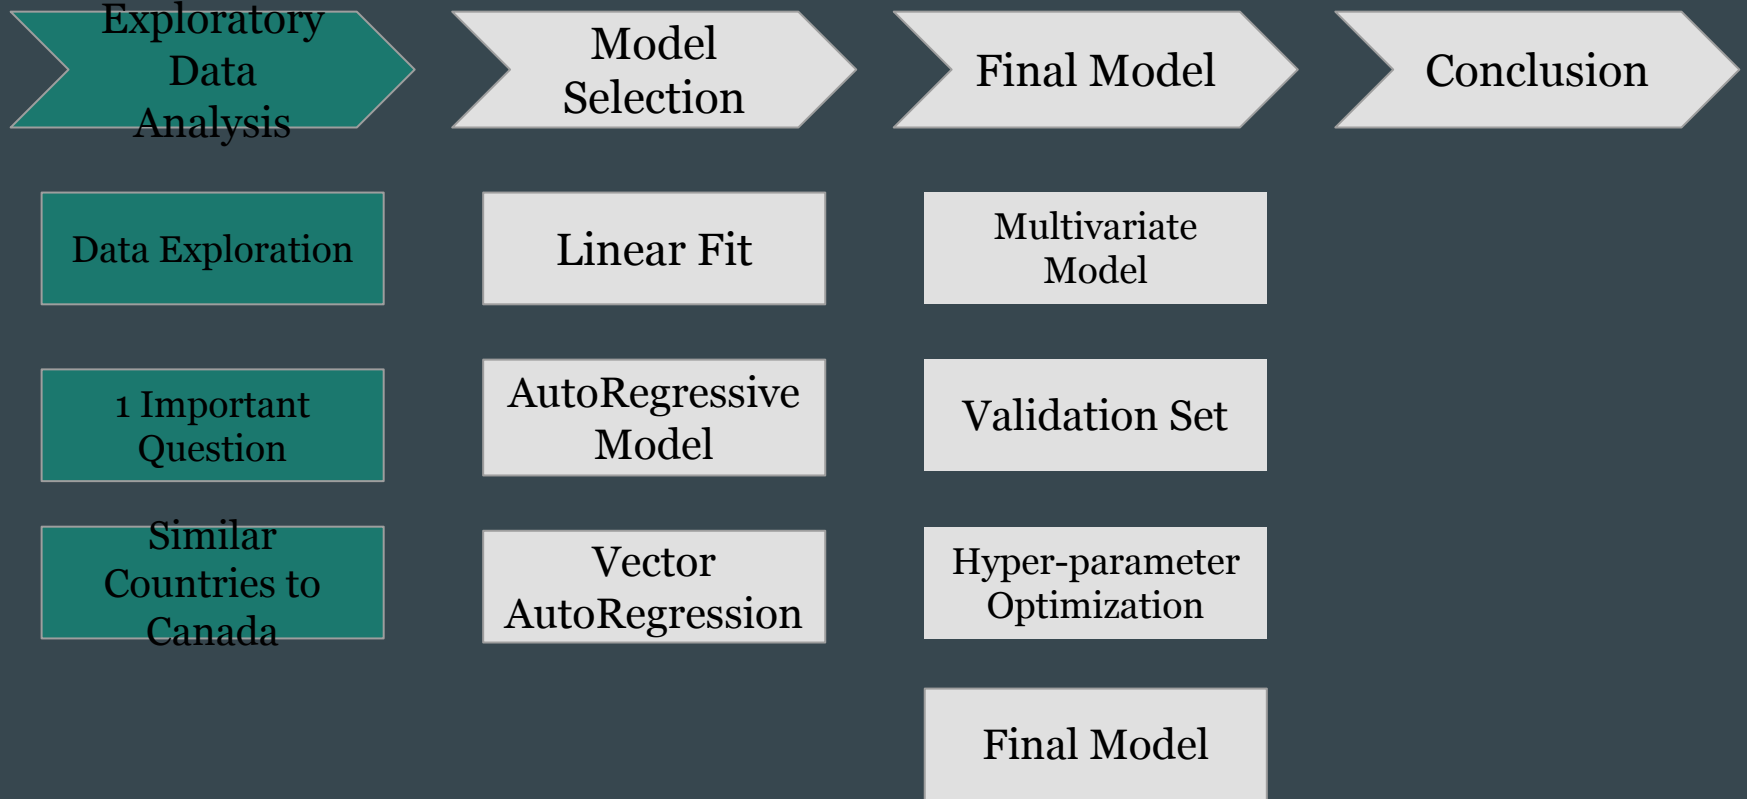 Exploratory
Data
Analysis
Model
Selection
Final Model
Conclusion
Data Exploration
Linear Fit
Multivariate
Model
1 Important
Question
AutoRegressive
Model
Validation Set
Similar
Countries to
Canada
Vector
AutoRegression
Hyper-parameter
Optimization
Final Model